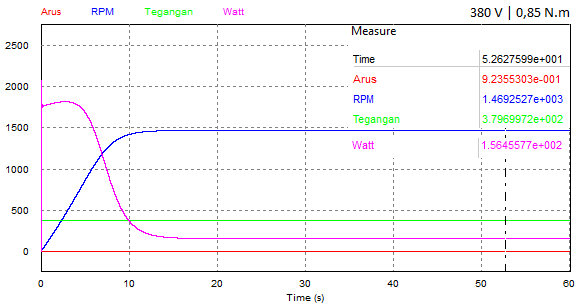 Arus RPM Tegangan Watt 380 V | 0,85 N.m
Measure
Time 5.2627599e+001
Arus 9.2355303e-001
RPM 1.4692527e+003
Tegangan 3.7969972e+002
Watt 1.5645577e+002
2500
2000
1500
1000
500
0
0 10 20 30 40 50 60
Time (s)